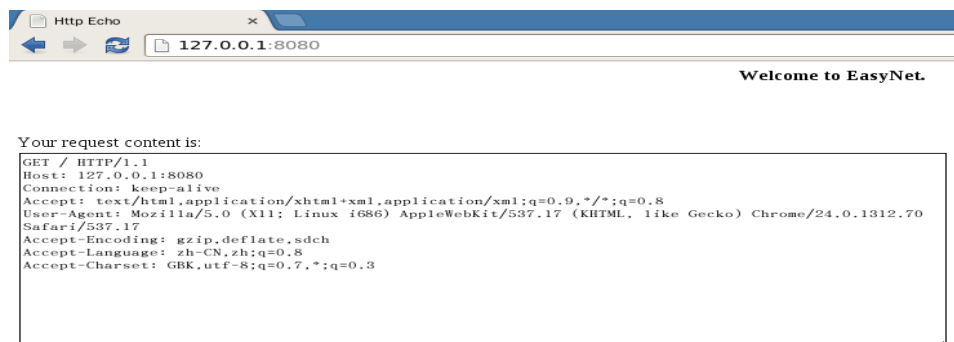 Http Echo
127.0.0.1:8080
Welcome to EasyNet.
Your request content is:
GET / HTTP/1.1
Host: 127.0.0.1:8080
Connection: keep-alive
Accept: text/html,application/xhtml+xml,application/xml;q=0.9,*/*;q=0.8
User-Agent: Mozilla/5.0 (X11; Linux i686) AppleWebKit/537.17 (KHTML, like Gecko) Chrome/24.0.1312.70
Safari/537.17
Accept-Encoding: gzip,deflate,sdch
Accept-Language: zh-CN,zh;q=0.8
Accept-Charset: GBK,utf-8;q=0.7,*;q=0.3